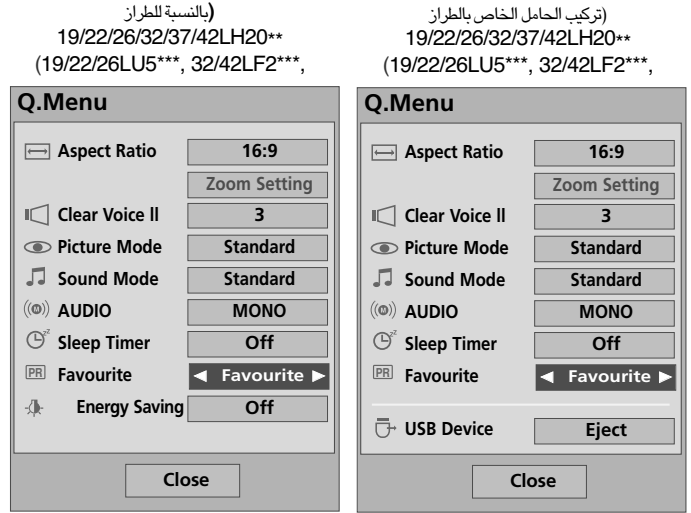 (بالنسبة للطراز
19/22/26/32/37/42LH20**
(19/22/26LU5***, 32/42LF2***,
Q.Menu
Aspect Ratio 16:9
Zoom Setting
Clear Voice II 3
Picture Mode Standard
Sound Mode Standard
AUDIO MONO
Sleep Timer Off
PR Favourite ◄ Favourite ►
Energy Saving Off
Close
(تركيب الحامل الخاص بالطراز
19/22/26/32/37/42LH20**
(19/22/26LU5***, 32/42LF2***,
Q.Menu
Aspect Ratio 16:9
Zoom Setting
Clear Voice II 3
Picture Mode Standard
Sound Mode Standard
AUDIO MONO
Sleep Timer Off
PR Favourite ◄ Favourite ►
USB Device Eject
Close